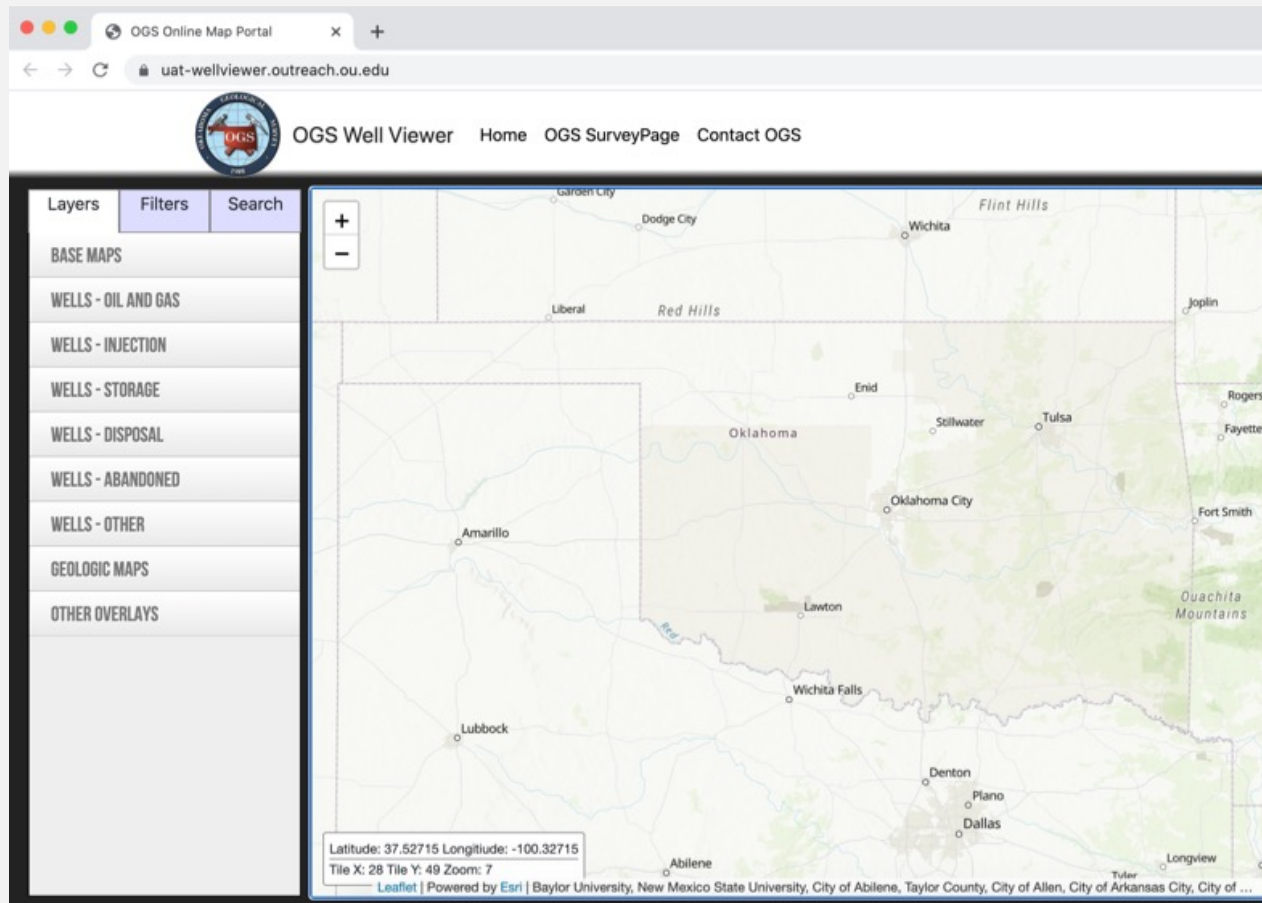 OGS Online Map Portal
uat-wellviewer.outreach.ou.edu
OKLAHOMA GEOLOGICAL SURVEY
OGS
OGS Well Viewer Home OGS SurveyPage Contact OGS
Layers Filters Search
BASE MAPS
WELLS - OIL AND GAS
WELLS - INJECTION
WELLS - STORAGE
WELLS - DISPOSAL
WELLS - ABANDONED
WELLS - OTHER
GEOLOGIC MAPS
OTHER OVERLAYS
+
−
Garden City
Dodge City
Flint Hills
Wichita
Liberal
Red Hills
Joplin
Enid
Rogers
Stillwater
Tulsa
Oklahoma
Fayette
Oklahoma City
Fort Smith
Amarillo
Lawton
Ouachita
Mountains
Red
Wichita Falls
Lubbock
Denton
Plano
Dallas
Abilene
Longview
Tyler
Latitude: 37.52715 Longitiude: -100.32715
Tile X: 28 Tile Y: 49 Zoom: 7
Leaflet | Powered by Esri | Baylor University, New Mexico State University, City of Abilene, Taylor County, City of Allen, City of Arkansas City, City of ...